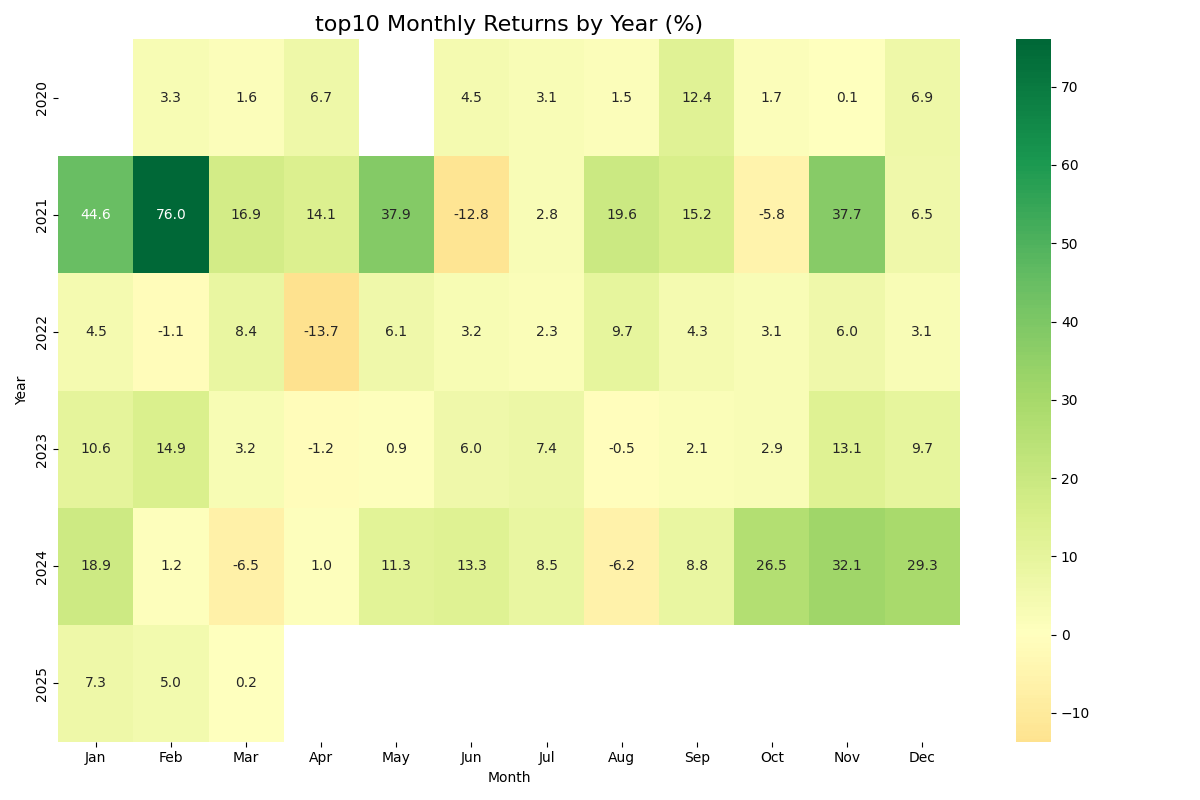 top10 Monthly Returns by Year (%)
2020 3.3 1.6 6.7 4.5 3.1 1.5 12.4 1.7 0.1 6.9
2021 44.6 76.0 16.9 14.1 37.9 -12.8 2.8 19.6 15.2 -5.8 37.7 6.5
2022 4.5 -1.1 8.4 -13.7 6.1 3.2 2.3 9.7 4.3 3.1 6.0 3.1
2023 10.6 14.9 3.2 -1.2 0.9 6.0 7.4 -0.5 2.1 2.9 13.1 9.7
2024 18.9 1.2 -6.5 1.0 11.3 13.3 8.5 -6.2 8.8 26.5 32.1 29.3
2025 7.3 5.0 0.2
Year
Jan Feb Mar Apr May Jun Jul Aug Sep Oct Nov Dec
Month
70
60
50
40
30
20
10
0
−10